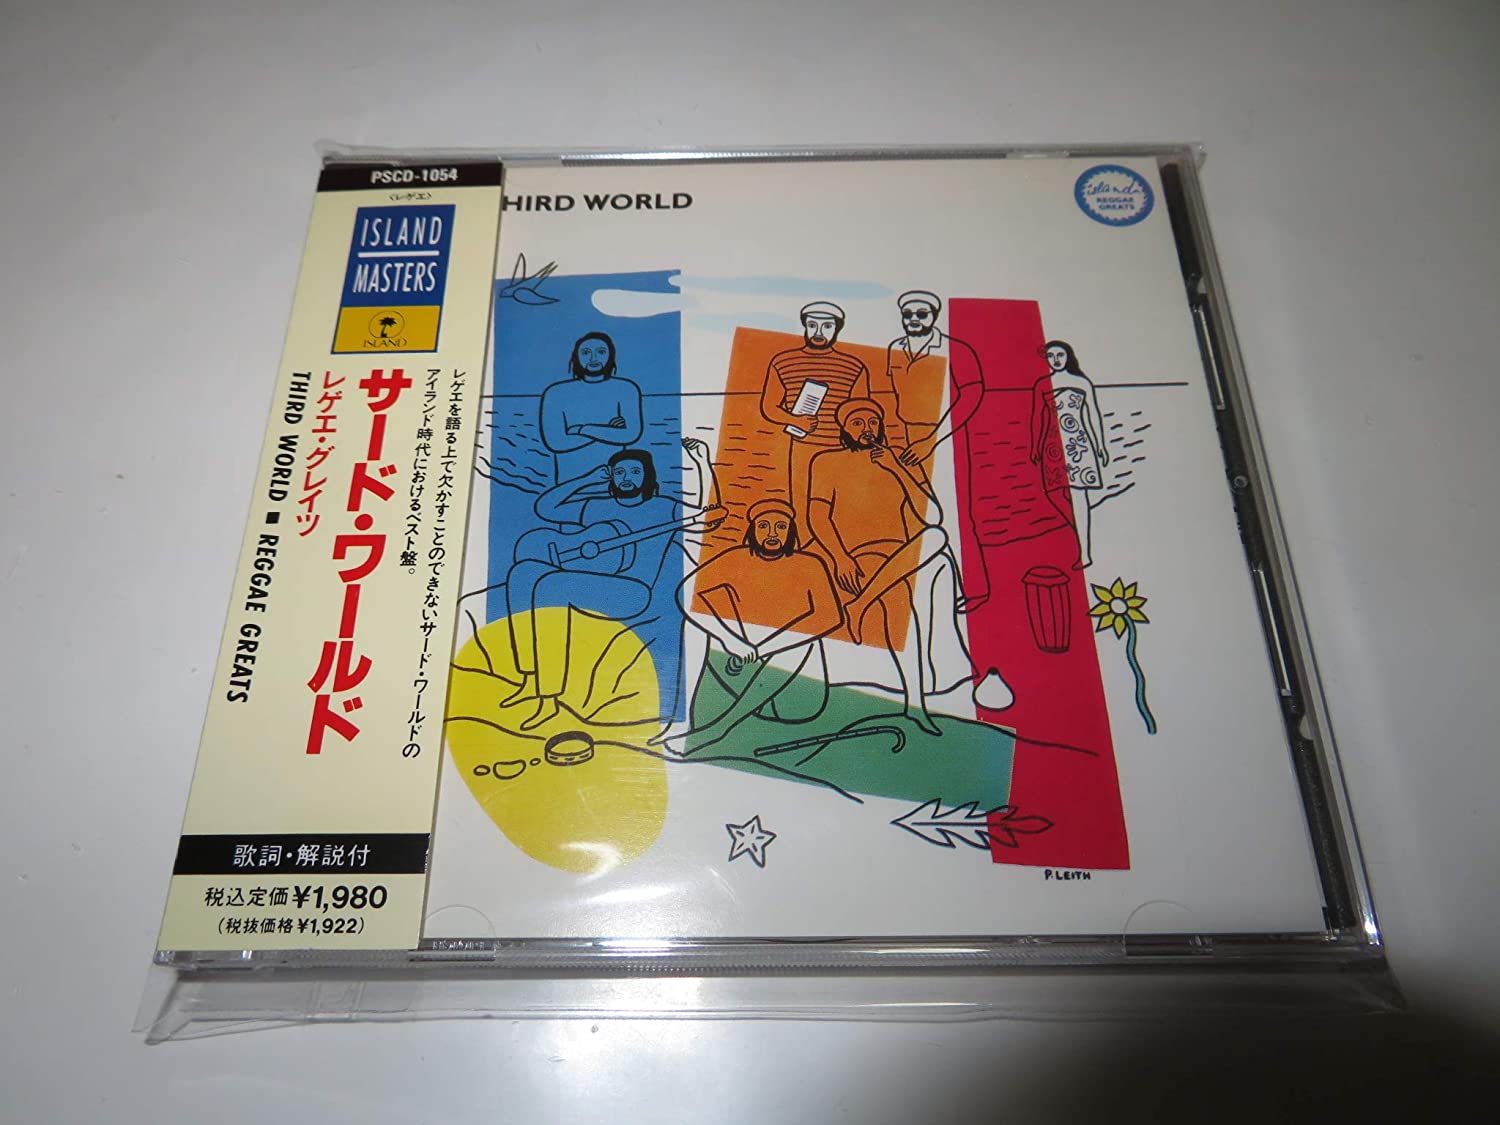 PSCD-1054
〈レゲエ〉
ISLAND
MASTERS
ISLAND
レゲエを語る上で欠かすことのできないサード・ワールドの
アイランド時代におけるベスト盤。
サード・ワールド
レゲエ・グレイツ
THIRD WORLD ■ REGGAE GREATS
歌詞・解説付
税込定価¥1,980
(税抜価格¥1,922)
HIRD WORLD
island
REGGAE
GREATS
P.LEITH